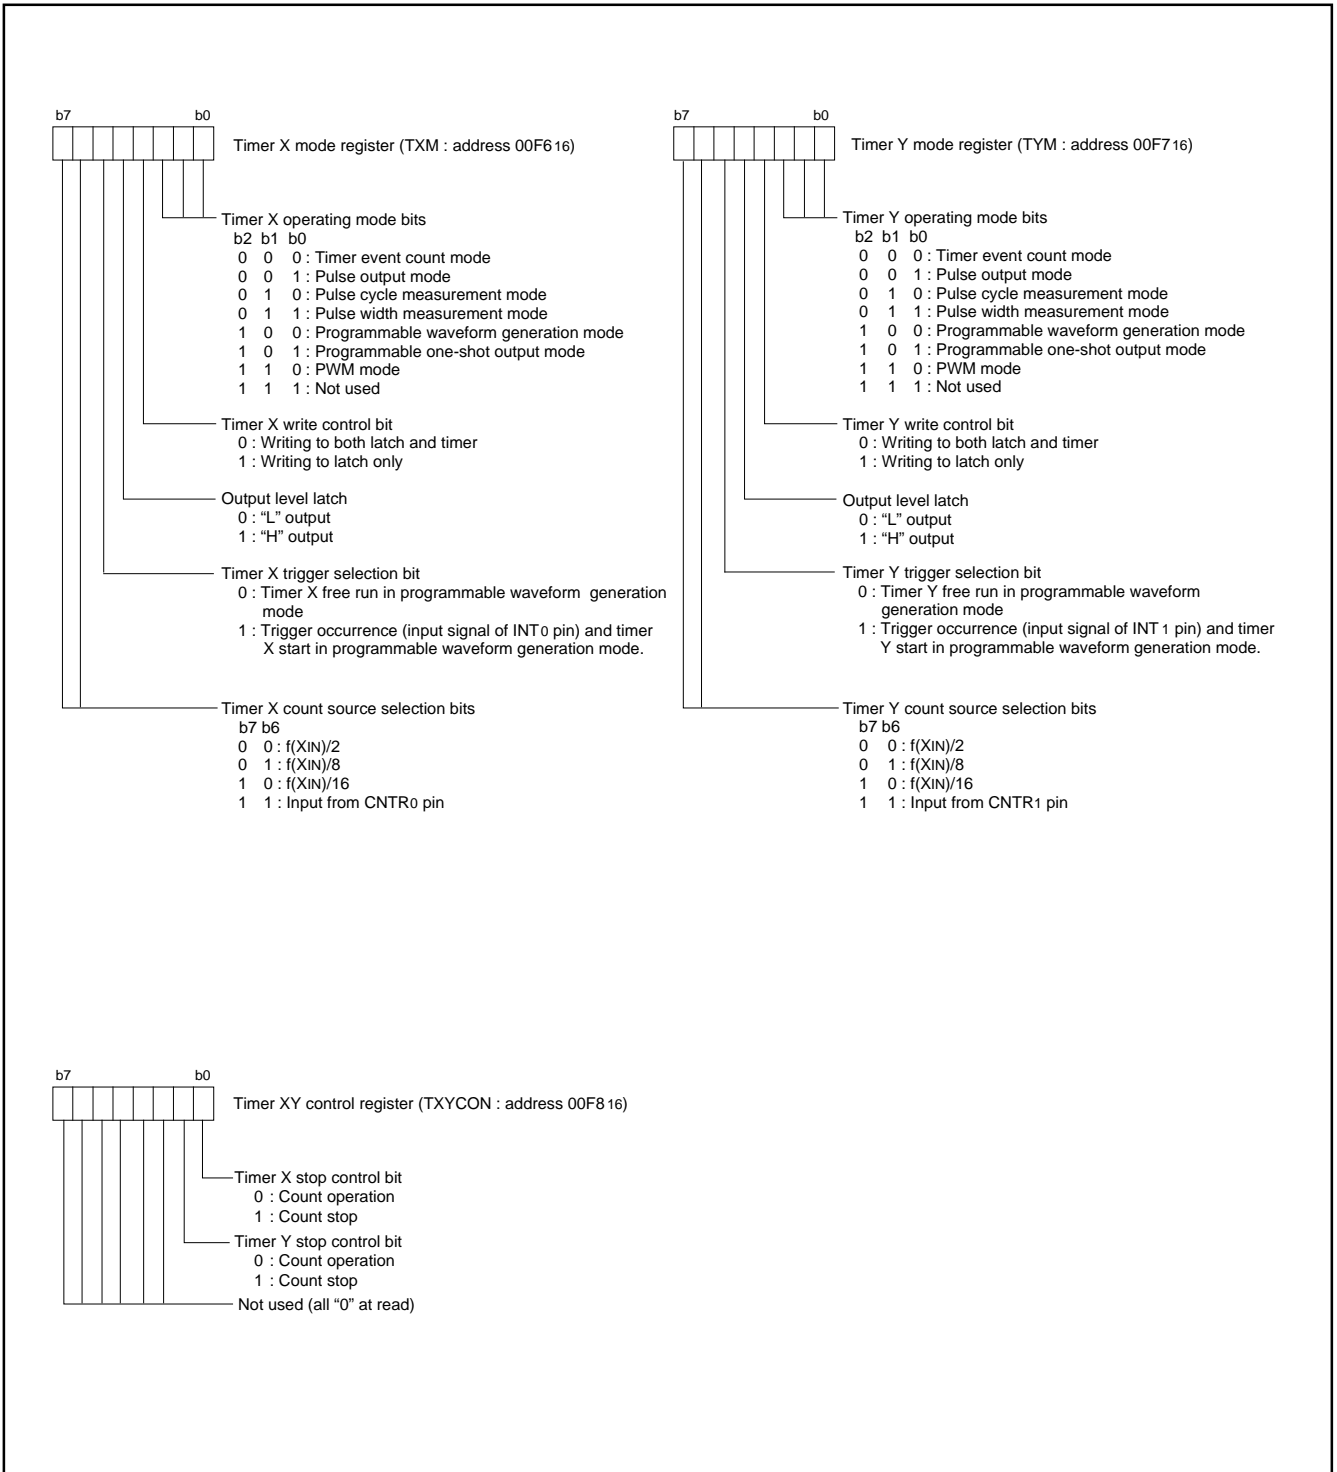 b7 b0
Timer X mode register (TXM : address 00F616)
Timer X operating mode bits
b2 b1 b0
0 0 0 : Timer event count mode
0 0 1 : Pulse output mode
0 1 0 : Pulse cycle measurement mode
0 1 1 : Pulse width measurement mode
1 0 0 : Programmable waveform generation mode
1 0 1 : Programmable one-shot output mode
1 1 0 : PWM mode
1 1 1 : Not used
Timer X write control bit
0 : Writing to both latch and timer
1 : Writing to latch only
Output level latch
0 : “L” output
1 : “H” output
Timer X trigger selection bit
0 : Timer X free run in programmable waveform generation
mode
1 : Trigger occurrence (input signal of INT0 pin) and timer
X start in programmable waveform generation mode.
Timer X count source selection bits
b7 b6
0 0 : f(XIN)/2
0 1 : f(XIN)/8
1 0 : f(XIN)/16
1 1 : Input from CNTR0 pin
b7 b0
Timer Y mode register (TYM : address 00F716)
Timer Y operating mode bits
b2 b1 b0
0 0 0 : Timer event count mode
0 0 1 : Pulse output mode
0 1 0 : Pulse cycle measurement mode
0 1 1 : Pulse width measurement mode
1 0 0 : Programmable waveform generation mode
1 0 1 : Programmable one-shot output mode
1 1 0 : PWM mode
1 1 1 : Not used
Timer Y write control bit
0 : Writing to both latch and timer
1 : Writing to latch only
Output level latch
0 : “L” output
1 : “H” output
Timer Y trigger selection bit
0 : Timer Y free run in programmable waveform
generation mode
1 : Trigger occurrence (input signal of INT1 pin) and timer
Y start in programmable waveform generation mode.
Timer Y count source selection bits
b7 b6
0 0 : f(XIN)/2
0 1 : f(XIN)/8
1 0 : f(XIN)/16
1 1 : Input from CNTR1 pin
b7 b0
Timer XY control register (TXYCON : address 00F816)
Timer X stop control bit
0 : Count operation
1 : Count stop
Timer Y stop control bit
0 : Count operation
1 : Count stop
Not used (all “0” at read)